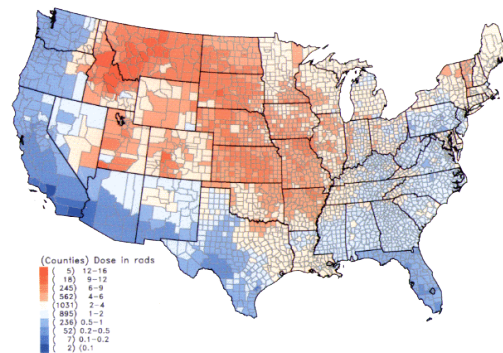 (Counties) Dose in rads
( 5) 12-16
( 18) 9-12
( 245) 6-9
( 562) 4-6
(1031) 2-4
( 895) 1-2
( 236) 0.5-1
( 52) 0.2-0.5
( 7) 0.1-0.2
( 2) (0.1